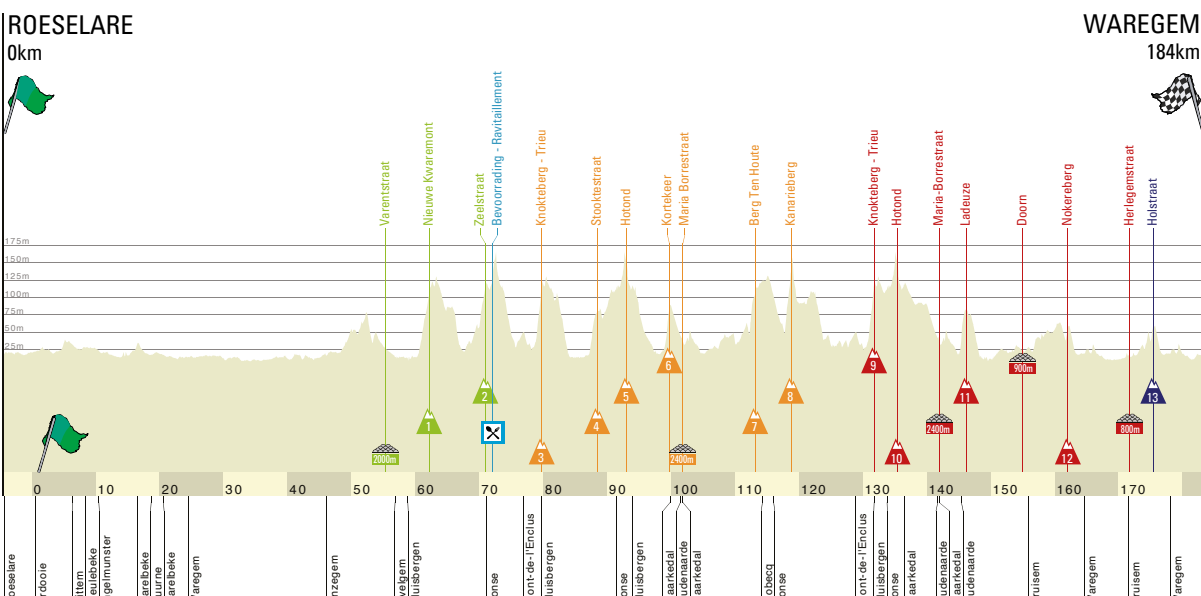 ROESELARE
0km
WAREGEM
184km
Varentstraat
Nieuwe Kwaremont
Zeelstraat
Bevoorrading - Ravitaillement
Knokteberg - Trieu
Stooktestraat
Hotond
Kortekeer
Maria Borrestraat
Berg Ten Houte
Kanarieberg
Knokteberg - Trieu
Hotond
Maria-Borrestraat
Ladeuze
Doorn
Nokereberg
Herlegemstraat
Holstraat
175m
150m
125m
100m
75m
50m
25m
2000m
1
2
3
4
5
6
2400m
7
8
9
10
2400m
11
900m
12
800m
13
0 10 20 30 40 50 60 70 80 90 100 110 120 130 140 150 160 170